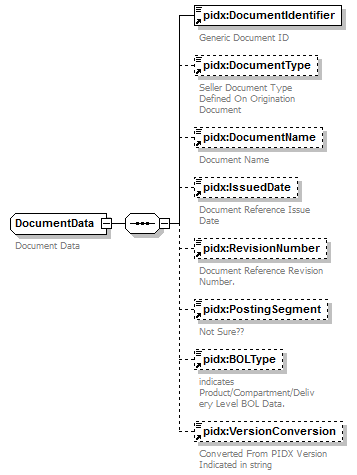 pidx:DocumentIdentifier
Generic Document ID
pidx:DocumentType
Seller Document Type
Defined On Origination
Document
pidx:DocumentName
Document Name
pidx:IssuedDate
Document Reference Issue
Date
DocumentData
Document Data
pidx:RevisionNumber
Document Reference Revision
Number.
pidx:PostingSegment
Not Sure??
pidx:BOLType
indicates
Product/Compartment/Deliv
ery Level BOL Data.
pidx:VersionConversion
Converted From PIDX Version
Indicated in string